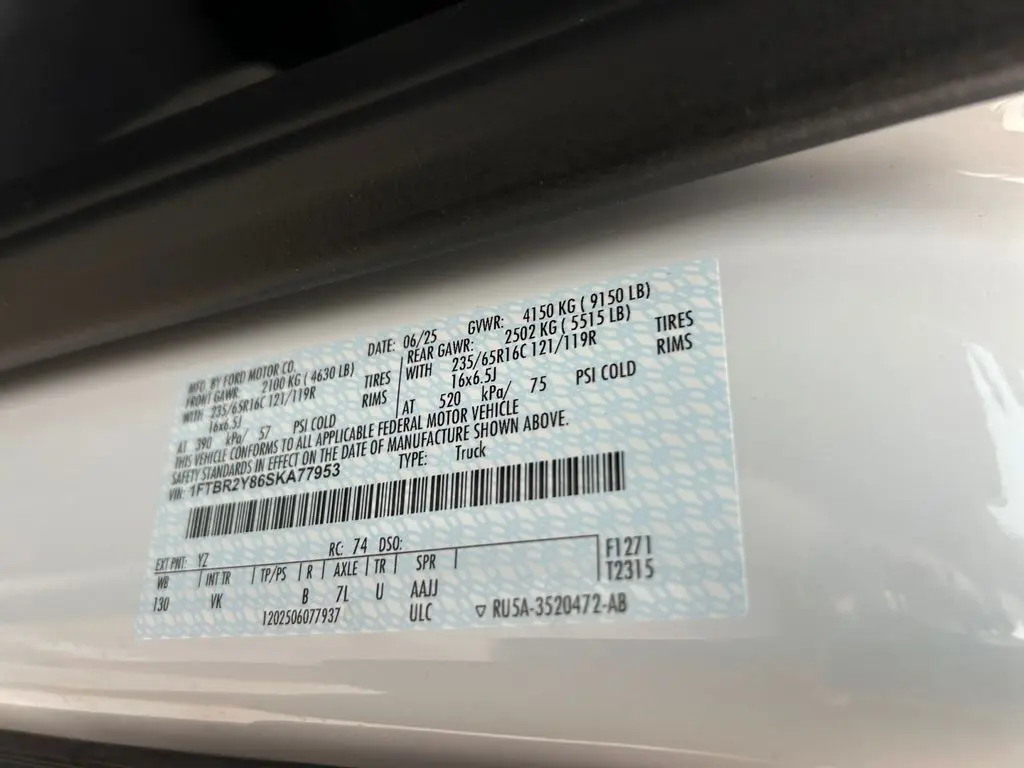 MFD. BY FORD MOTOR CO.
DATE: 06/25 GVWR: 4150 KG ( 9150 LB)
FRONT GAWR: 2100 KG ( 4630 LB)
REAR GAWR: 2502 KG ( 5515 LB)
WITH 235/65R16C 121/119R TIRES
WITH 235/65R16C 121/119R TIRES
16x6.5J RIMS
16x6.5J RIMS
AT 390 kPa/ 57 PSI COLD
AT 520 kPa/ 75 PSI COLD
THIS VEHICLE CONFORMS TO ALL APPLICABLE FEDERAL MOTOR VEHICLE
SAFETY STANDARDS IN EFFECT ON THE DATE OF MANUFACTURE SHOWN ABOVE.
VIN: 1FTBR2Y86SKA77953 TYPE: Truck
EXT PNT: YZ RC: 74 DSO:
WB INT TR TP/PS R AXLE TR SPR
130 VK B 7L U AAJJ
F1271
T2315
1202506077937 ULC ▽ RU5A-3520472-AB